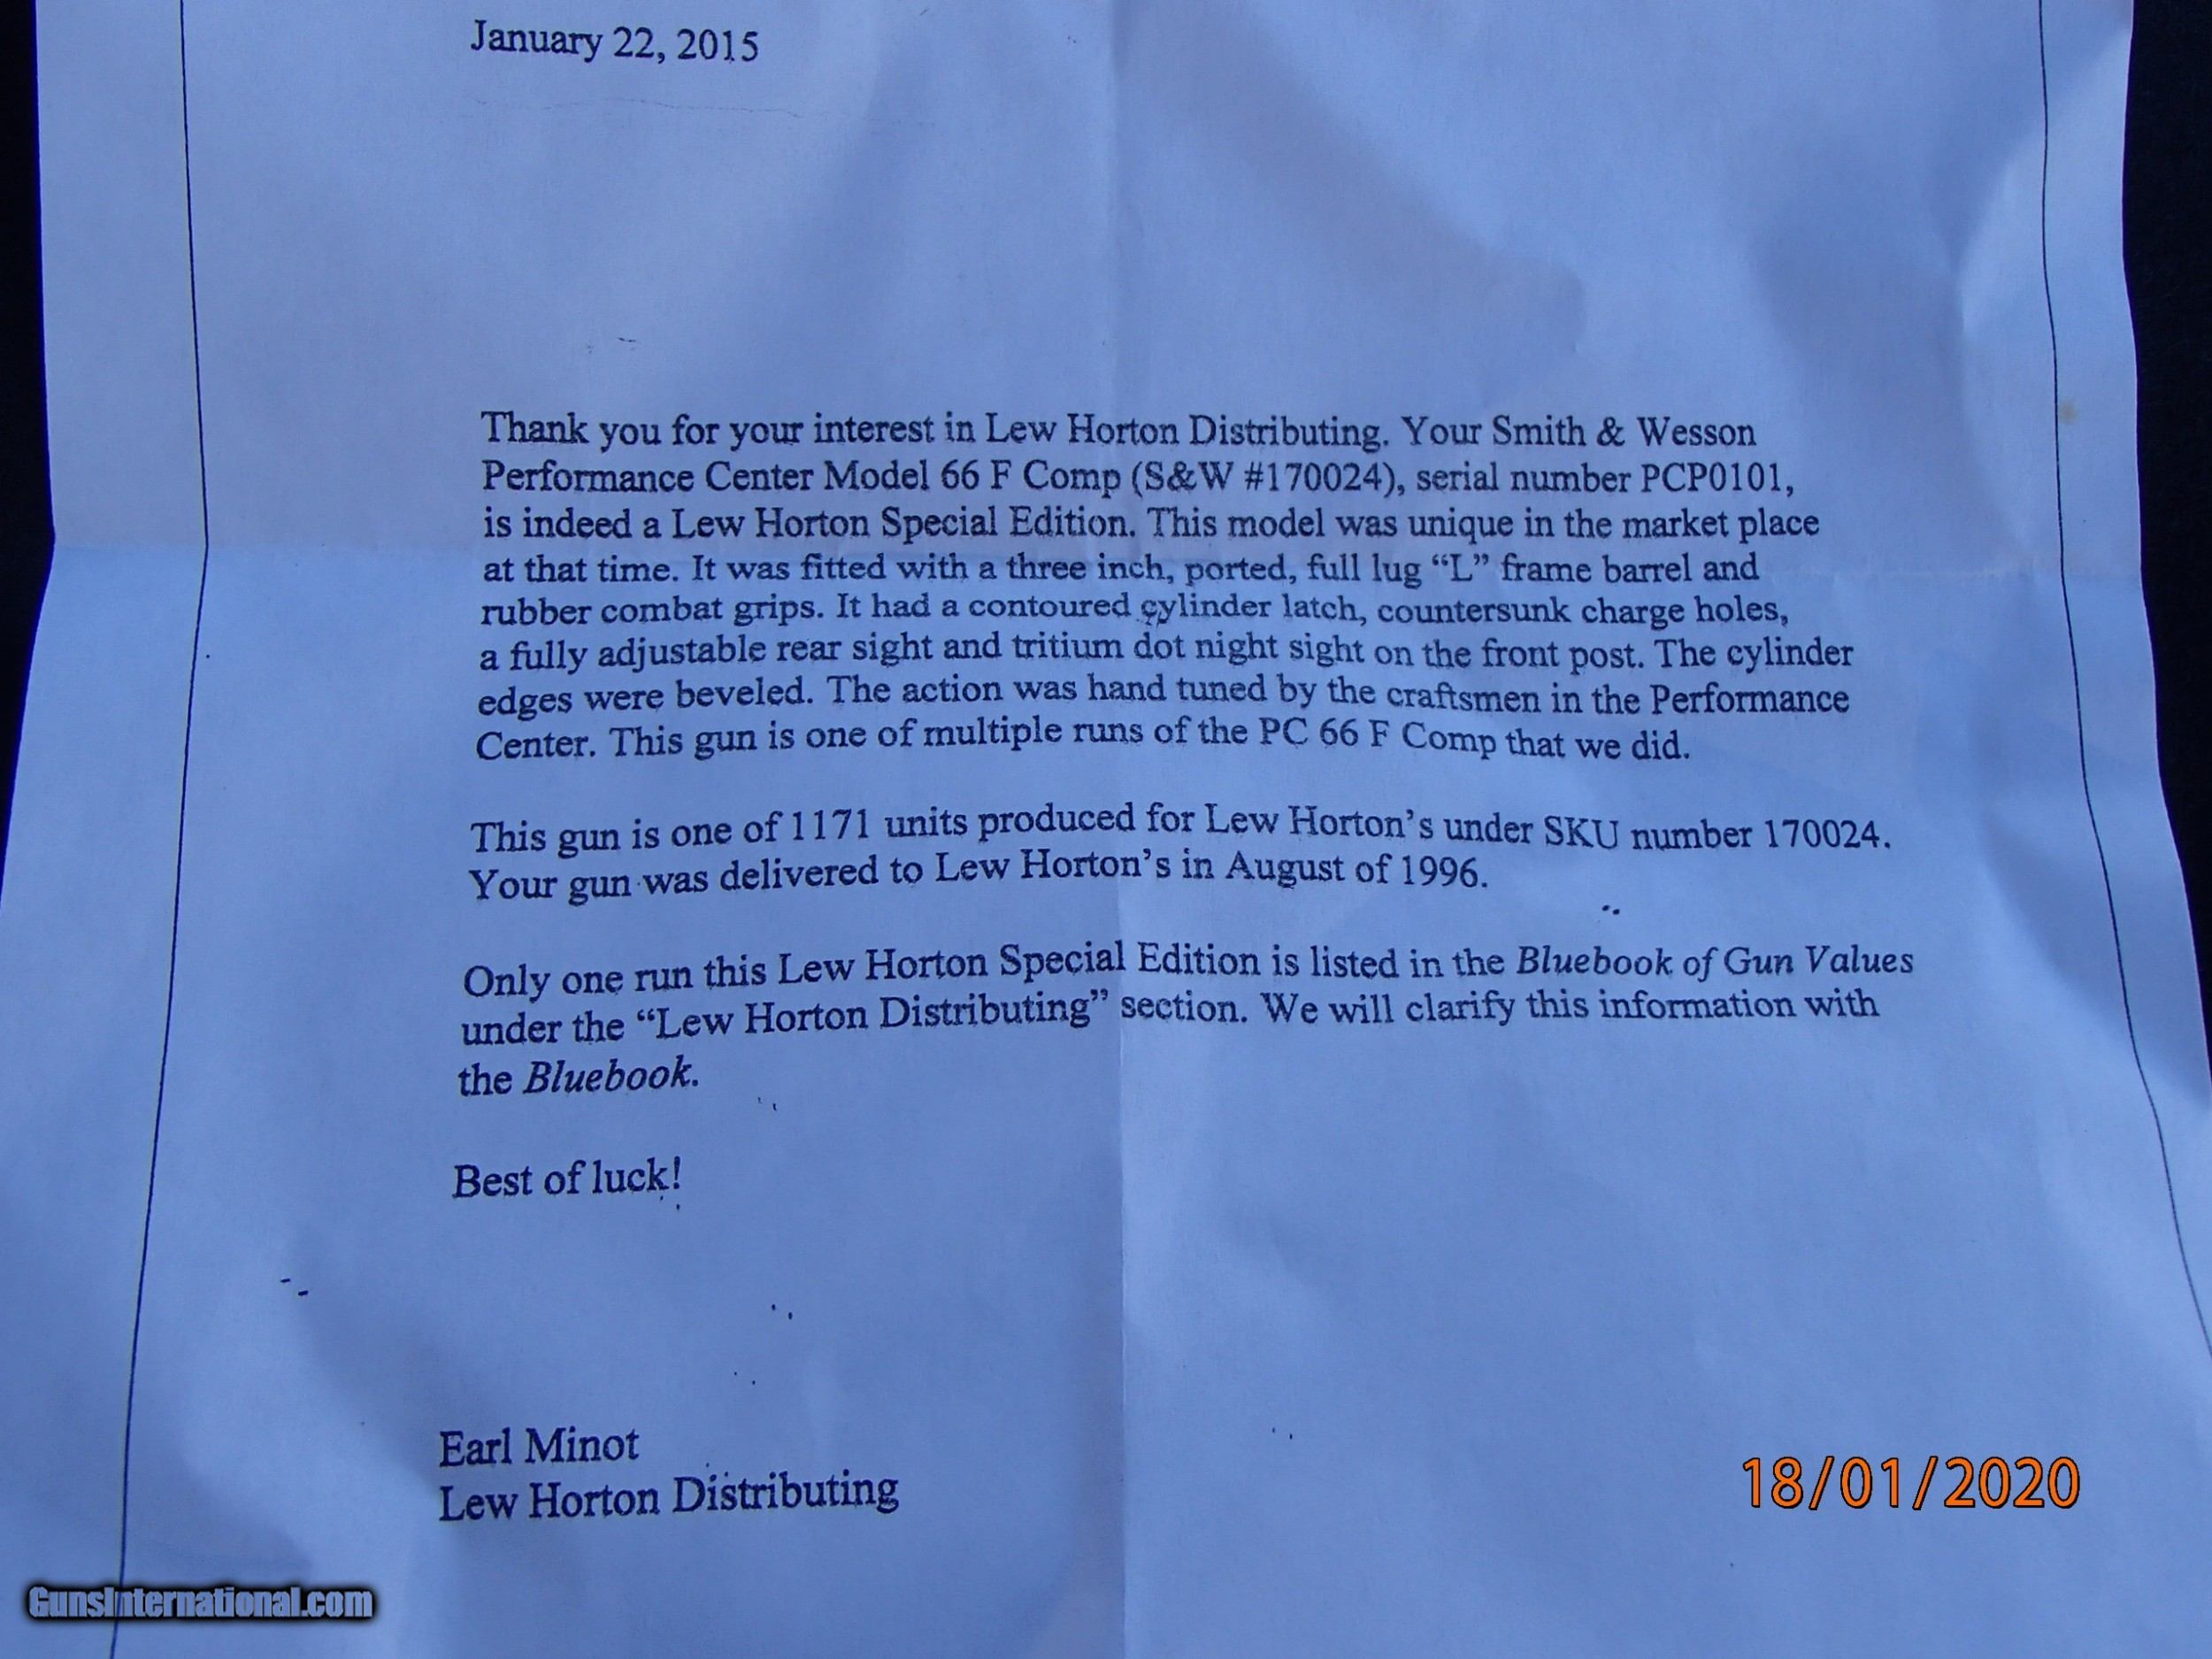 January 22, 2015
Thank you for your interest in Lew Horton Distributing. Your Smith & Wesson
Performance Center Model 66 F Comp (S&W #170024), serial number PCP0101,
is indeed a Lew Horton Special Edition. This model was unique in the market place
at that time. It was fitted with a three inch, ported, full lug “L” frame barrel and
rubber combat grips. It had a contoured cylinder latch, countersunk charge holes,
a fully adjustable rear sight and tritium dot night sight on the front post. The cylinder
edges were beveled. The action was hand tuned by the craftsmen in the Performance
Center. This gun is one of multiple runs of the PC 66 F Comp that we did.
This gun is one of 1171 units produced for Lew Horton’s under SKU number 170024.
Your gun was delivered to Lew Horton’s in August of 1996.
Only one run this Lew Horton Special Edition is listed in the Bluebook of Gun Values
under the “Lew Horton Distributing” section. We will clarify this information with
the Bluebook.
Best of luck!
Earl Minot
Lew Horton Distributing
18/01/2020
GunsInternational.com